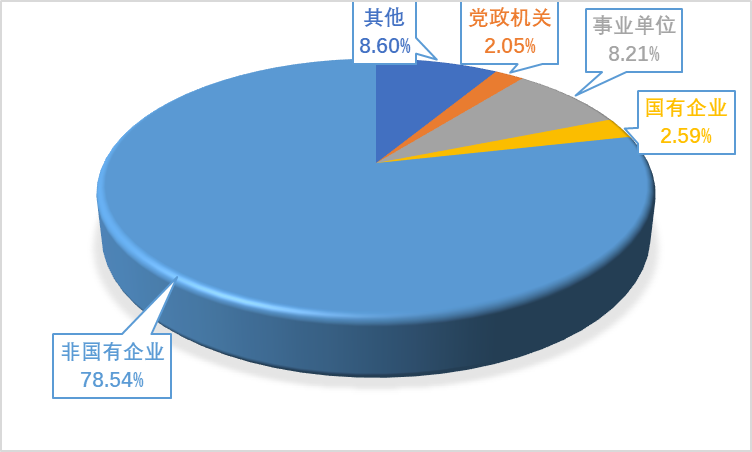 其他
8.60%
党政机关
2.05%
事业单位
8.21%
国有企业
2.59%
非国有企业
78.54%